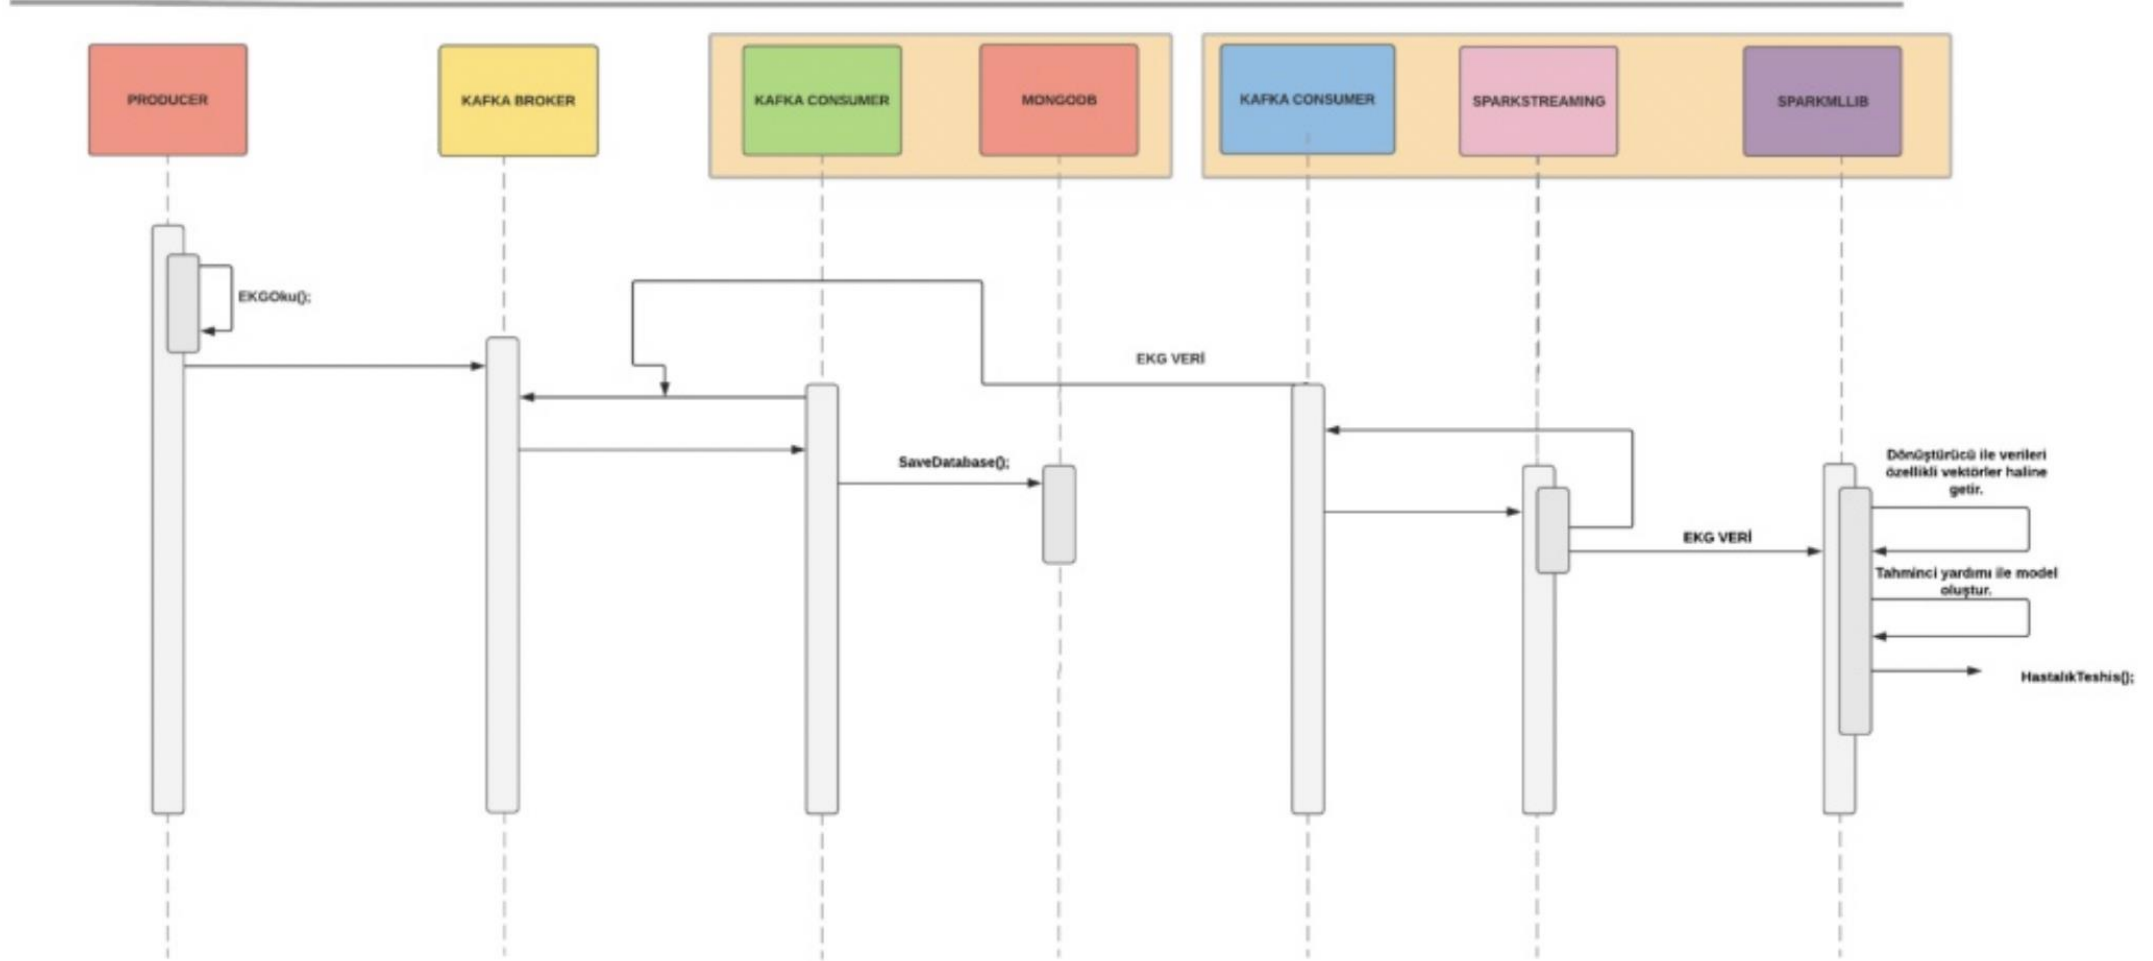 PRODUCER
KAFKA BROKER
KAFKA CONSUMER
MONGODB
KAFKA CONSUMER
SPARKSTREAMING
SPARKMLLIB
EKGOku();
EKG VERİ
SaveDatabase();
EKG VERİ
Dönüştürücü ile verileri
özellikli vektörler haline
getir.
Tahminci yardımı ile model
oluştur.
HastalıkTeshis();